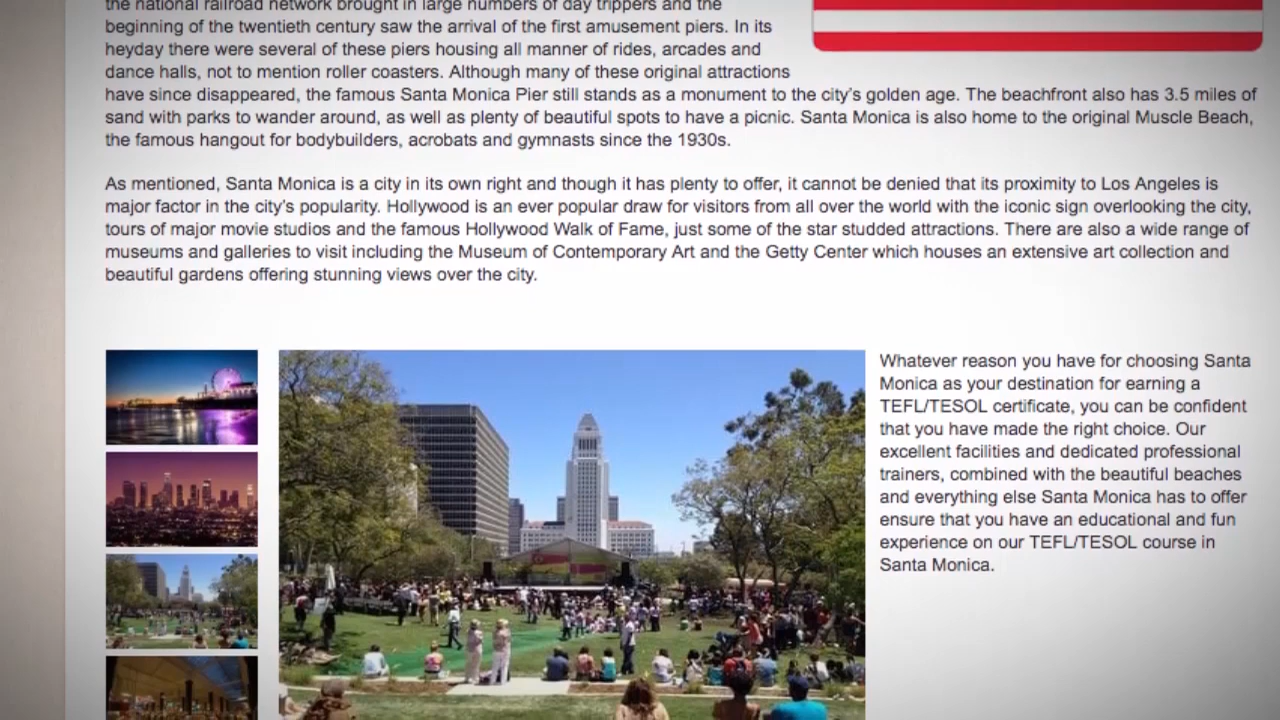 the national railroad network brought in large numbers of day trippers and the
beginning of the twentieth century saw the arrival of the first amusement piers. In its
heyday there were several of these piers housing all manner of rides, arcades and
dance halls, not to mention roller coasters. Although many of these original attractions
have since disappeared, the famous Santa Monica Pier still stands as a monument to the city's golden age. The beachfront also has 3.5 miles of
sand with parks to wander around, as well as plenty of beautiful spots to have a picnic. Santa Monica is also home to the original Muscle Beach,
the famous hangout for bodybuilders, acrobats and gymnasts since the 1930s.
As mentioned, Santa Monica is a city in its own right and though it has plenty to offer, it cannot be denied that its proximity to Los Angeles is
major factor in the city's popularity. Hollywood is an ever popular draw for visitors from all over the world with the iconic sign overlooking the city,
tours of major movie studios and the famous Hollywood Walk of Fame, just some of the star studded attractions. There are also a wide range of
museums and galleries to visit including the Museum of Contemporary Art and the Getty Center which houses an extensive art collection and
beautiful gardens offering stunning views over the city.
Whatever reason you have for choosing Santa
Monica as your destination for earning a
TEFL/TESOL certificate, you can be confident
that you have made the right choice. Our
excellent facilities and dedicated professional
trainers, combined with the beautiful beaches
and everything else Santa Monica has to offer
ensure that you have an educational and fun
experience on our TEFL/TESOL course in
Santa Monica.